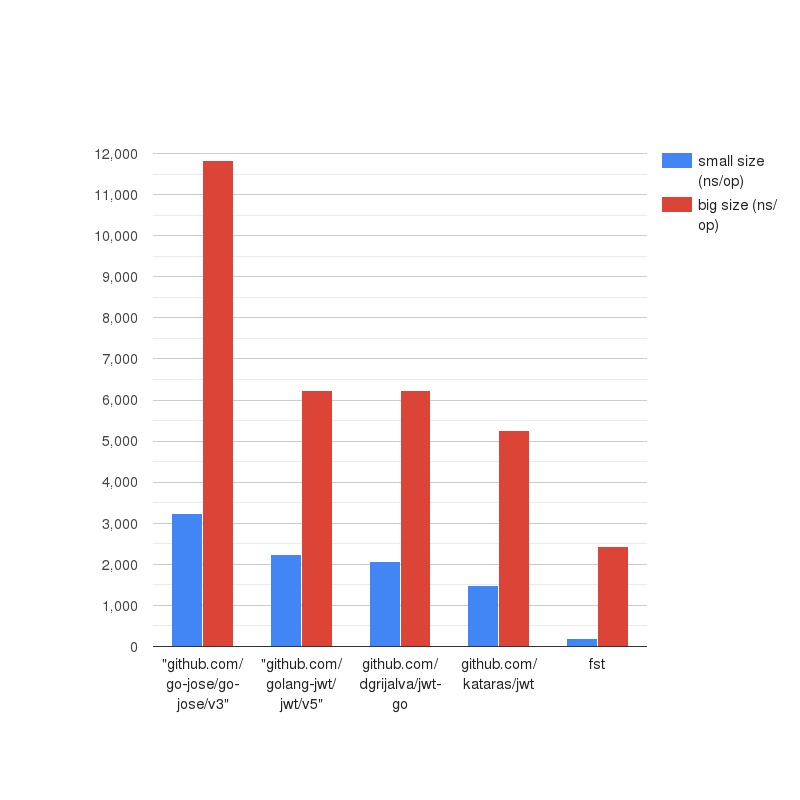 12,000
11,000
10,000
9,000
8,000
7,000
6,000
5,000
4,000
3,000
2,000
1,000
0
small size
(ns/op)
big size (ns/
op)
"github.com/
go-jose/go-
jose/v3"
"github.com/
golang-jwt/
jwt/v5"
github.com/
dgrijalva/jwt-
go
github.com/
kataras/jwt
fst